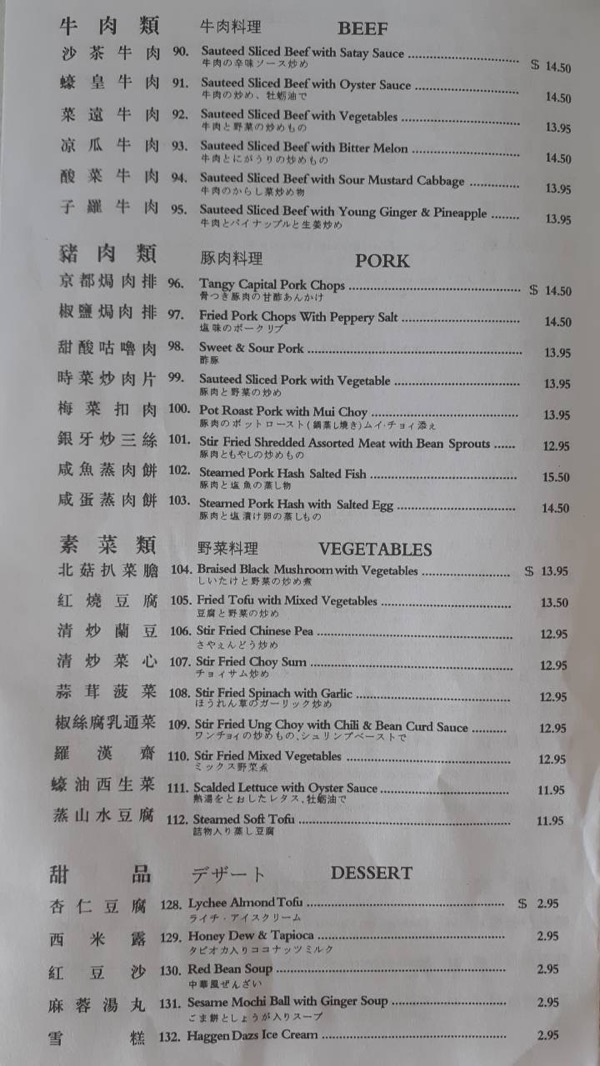 牛肉類 牛肉料理 BEEF
沙茶牛肉 90. Sauteed Sliced Beef with Satay Sauce $ 14.50
牛肉の辛味ソース炒め
蠔皇牛肉 91. Sauteed Sliced Beef with Oyster Sauce 14.50
牛肉の炒め、牡蛎油で
菜遠牛肉 92. Sauteed Sliced Beef with Vegetables 13.95
牛肉と野菜の炒めもの
凉瓜牛肉 93. Sauteed Sliced Beef with Bitter Melon 14.50
牛肉とにがうりの炒めもの
酸菜牛肉 94. Sauteed Sliced Beef with Sour Mustard Cabbage 13.95
牛肉のからし菜炒め物
子羅牛肉 95. Sauteed Sliced Beef with Young Ginger & Pineapple 13.95
牛肉とパイナップルと生姜炒め
豬肉類 豚肉料理 PORK
京都焗肉排 96. Tangy Capital Pork Chops $ 14.50
骨つき豚肉の甘酢あんかけ
椒鹽焗肉排 97. Fried Pork Chops With Peppery Salt 14.50
塩味のポークリブ
甜酸咕嚕肉 98. Sweet & Sour Pork 13.95
酢豚
時菜炒肉片 99. Sauteed Sliced Pork with Vegetable 13.95
豚肉と野菜の炒め
梅菜扣肉 100. Pot Roast Pork with Mui Choy 13.95
豚肉のポットロースト(鍋蒸し焼き)ムイ・チョィ添え
銀牙炒三絲 101. Stir Fried Shredded Assorted Meat with Bean Sprouts 12.95
豚肉ともやしの炒めもの
咸魚蒸肉餅 102. Steamed Pork Hash Salted Fish 15.50
豚肉と塩魚の蒸し物
咸蛋蒸肉餅 103. Steamed Pork Hash with Salted Egg 14.50
豚肉と塩漬け卵の蒸しもの
素菜類 野菜料理 VEGETABLES
北菇扒菜膽 104. Braised Black Mushroom with Vegetables $ 13.95
しいたけと野菜の炒め煮
紅燒豆腐 105. Fried Tofu with Mixed Vegetables 13.50
豆腐と野菜の炒め
清炒蘭豆 106. Stir Fried Chinese Pea 12.95
さやえんどう炒め
清炒菜心 107. Stir Fried Choy Sum 12.95
チョィサム炒め
蒜茸菠菜 108. Stir Fried Spinach with Garlic 12.95
ほうれん草のガーリック炒め
椒絲腐乳通菜 109. Stir Fried Ung Choy with Chili & Bean Curd Sauce 12.95
ワンチョィの炒めもの、シュリンプペーストで
羅漢齋 110. Stir Fried Mixed Vegetables 12.95
ミックス野菜煮
蠔油西生菜 111. Scalded Lettuce with Oyster Sauce 11.95
熱湯をとおしたレタス、牡蛎油で
蒸山水豆腐 112. Steamed Soft Tofu 11.95
詰物入り蒸し豆腐
甜品 デザート DESSERT
杏仁豆腐 128. Lychee Almond Tofu $ 2.95
ライチ・アイスクリーム
西米露 129. Honey Dew & Tapioca 2.95
タピオカ入りココナッツミルク
紅豆沙 130. Red Bean Soup 2.95
中華風ぜんざい
麻蓉湯丸 131. Sesame Mochi Ball with Ginger Soup 2.95
ごま餅としょうが入りスープ
雪糕 132. Haggen Dazs Ice Cream 2.95